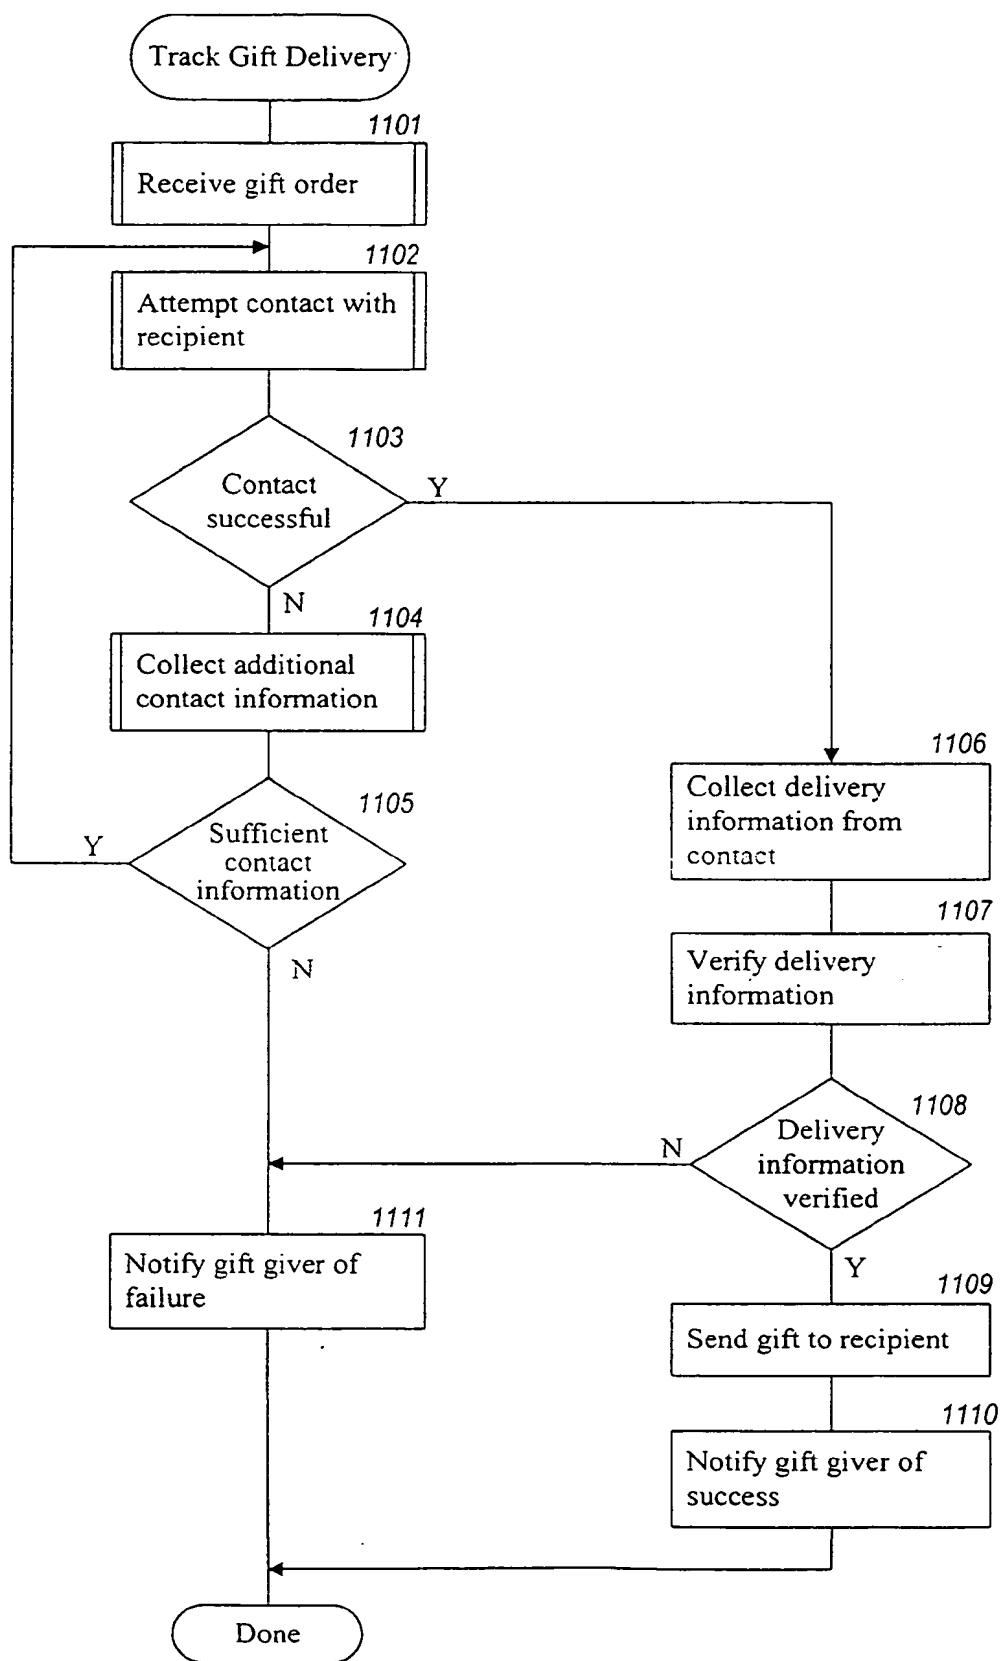 Track Gift Delivery
1101
Receive gift order
1102
Attempt contact with
recipient
1103
Contact
successful
Y
N
1104
Collect additional
contact information
1105
Sufficient
contact
information
Y
N
1106
Collect delivery
information from
contact
1107
Verify delivery
information
1108
Delivery
information
verified
N
Y
1111
Notify gift giver of
failure
1109
Send gift to recipient
1110
Notify gift giver of
success
Done